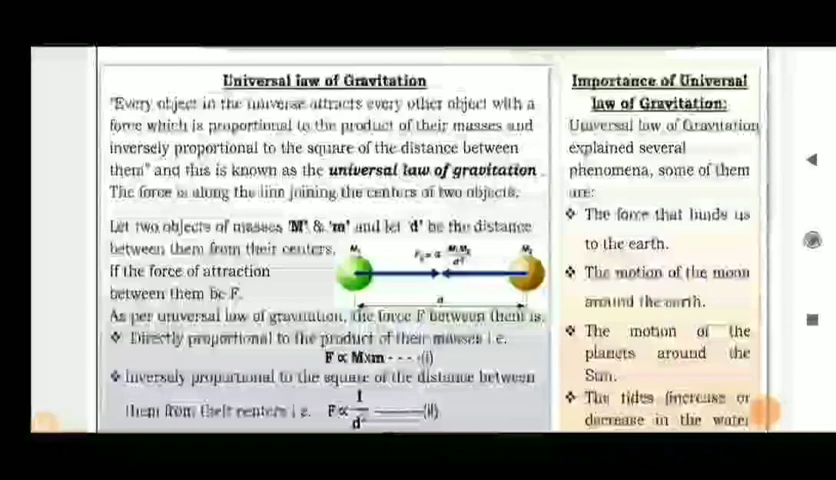 Universal law of Gravitation
"Every object in the universe attracts every other object with a
force which is proportional to the product of their masses and
inversely proportional to the square of the distance between
them" and this is known as the universal law of gravitation.
The force is along the line joining the centers of two objects.
Let two objects of masses 'M' & 'm' and let 'd' be the distance
between them from their centers.
If the force of attraction
between them be F.
M₁
M₂
d
As per universal law of gravitation, the force F between them is.
❖ Directly proportional to the product of their masses i.e.
F ∝ M×m - - - -(i)
❖ Inversely proportional to the square of the distance between
them from their centers i.e. F ∝ 1/d² ———(ii)
Importance of Universal
law of Gravitation:
Universal law of Gravitation
explained several
phenomena, some of them
are:
❖ The force that binds us
to the earth.
❖ The motion of the moon
around the earth.
❖ The motion of the
planets around the
Sun.
❖ The tides (increase or
decrease in the water